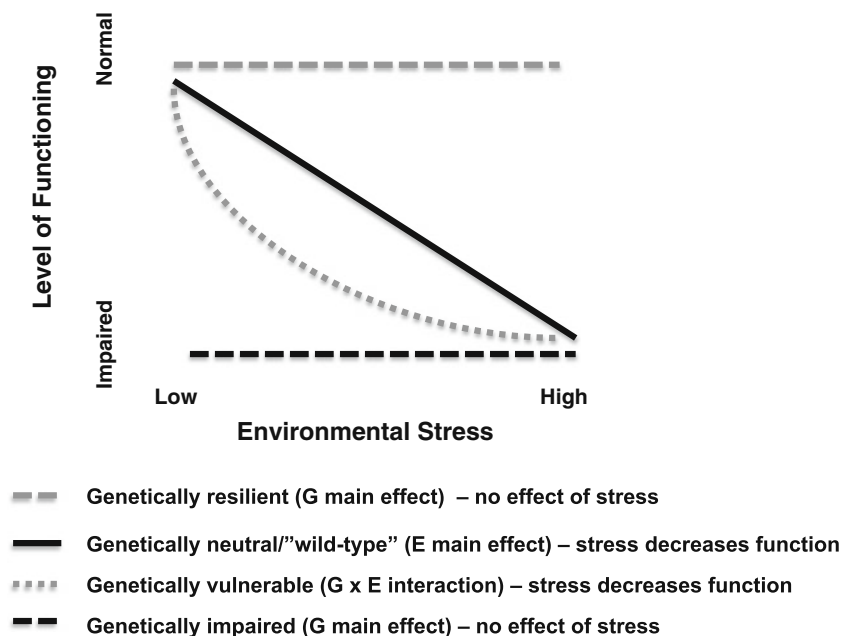 Normal
Level of Functioning
Impaired
Low
High
Environmental Stress
Genetically resilient (G main effect) – no effect of stress
Genetically neutral/”wild-type” (E main effect) – stress decreases function
Genetically vulnerable (G x E interaction) – stress decreases function
Genetically impaired (G main effect) – no effect of stress